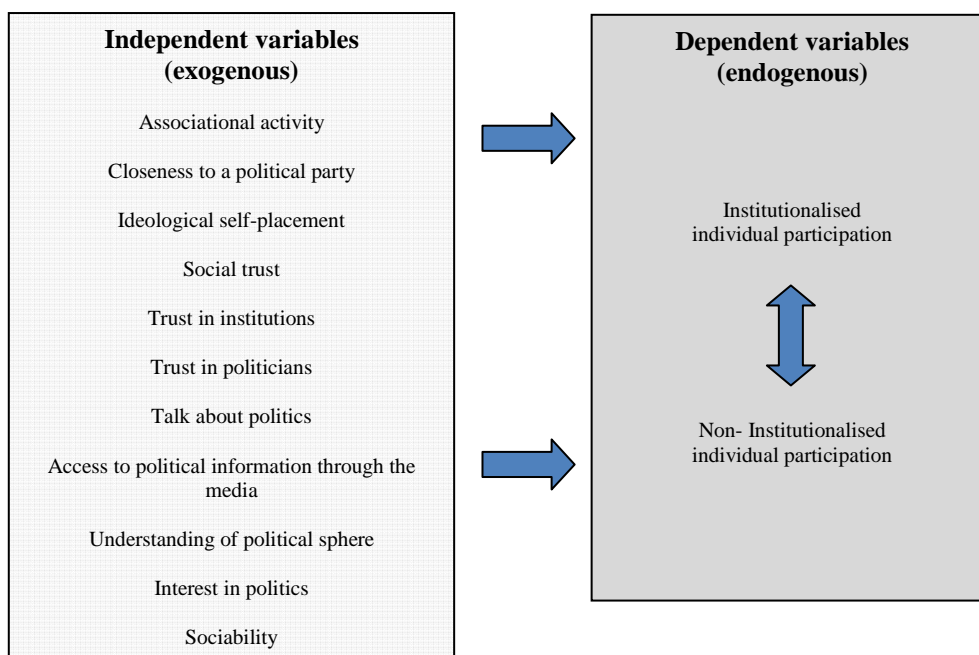 Independent variables
(exogenous)
Associational activity
Closeness to a political party
Ideological self-placement
Social trust
Trust in institutions
Trust in politicians
Talk about politics
Access to political information through the
media
Understanding of political sphere
Interest in politics
Sociability
Dependent variables
(endogenous)
Institutionalised
individual participation
Non- Institutionalised
individual participation